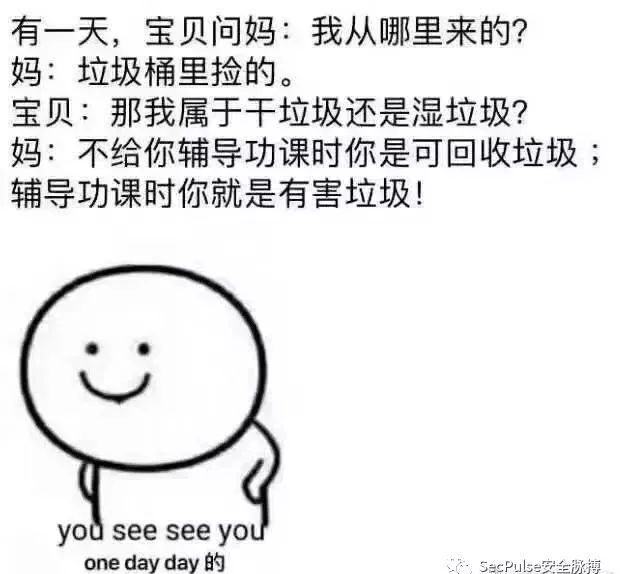 有一天，宝贝问妈：我从哪里来的？
妈：垃圾桶里捡的。
宝贝：那我属于干垃圾还是湿垃圾？
妈：不给你辅导功课时你是可回收垃圾；
辅导功课时你就是有害垃圾！
you see see you
one day day 的
SecPulse安全脉搏